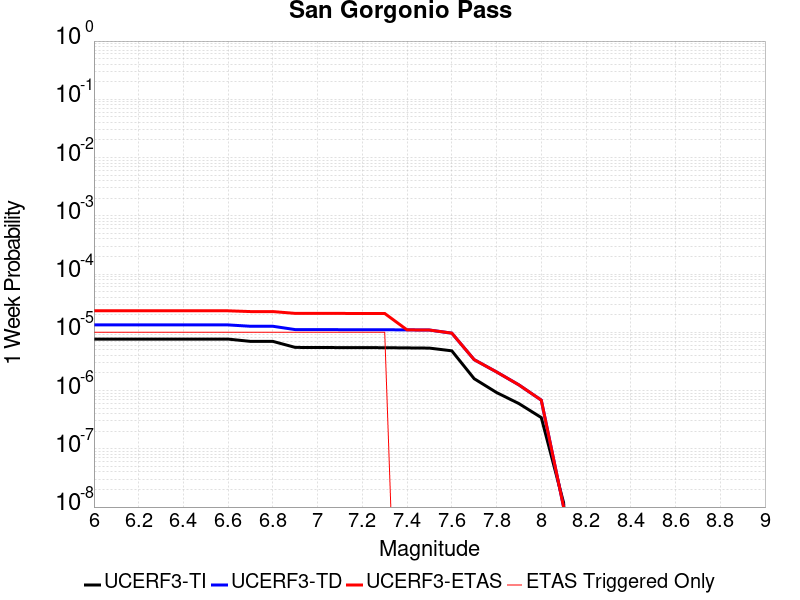 San Gorgonio Pass
10^0
10^-1
10^-2
10^-3
10^-4
10^-5
10^-6
10^-7
10^-8
1 Week Probability
6 6.2 6.4 6.6 6.8 7 7.2 7.4 7.6 7.8 8 8.2 8.4 8.6 8.8 9
Magnitude
UCERF3-TI UCERF3-TD UCERF3-ETAS ETAS Triggered Only